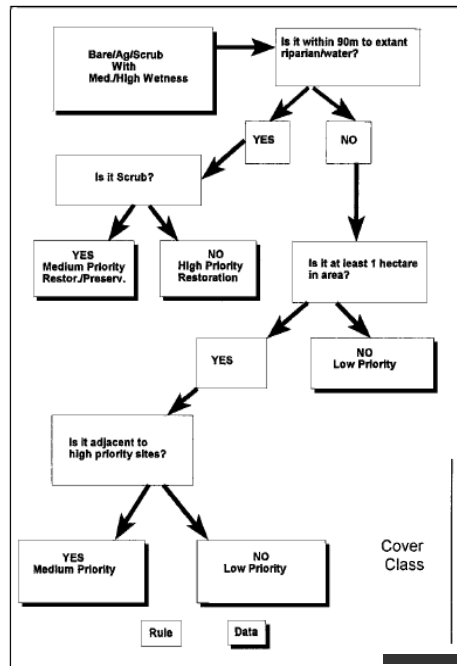 Bare/Ag/Scrub
With
Med./High Wetness
Is it within 90m to extant
riparian/water?
YES
NO
Is it Scrub?
YES
Medium Priority
Restor./Preserv.
NO
High Priority
Restoration
Is it at least 1 hectare
in area?
YES
NO
Low Priority
Is it adjacent to
high priority sites?
YES
Medium Priority
NO
Low Priority
Cover
Class
Rule
Data